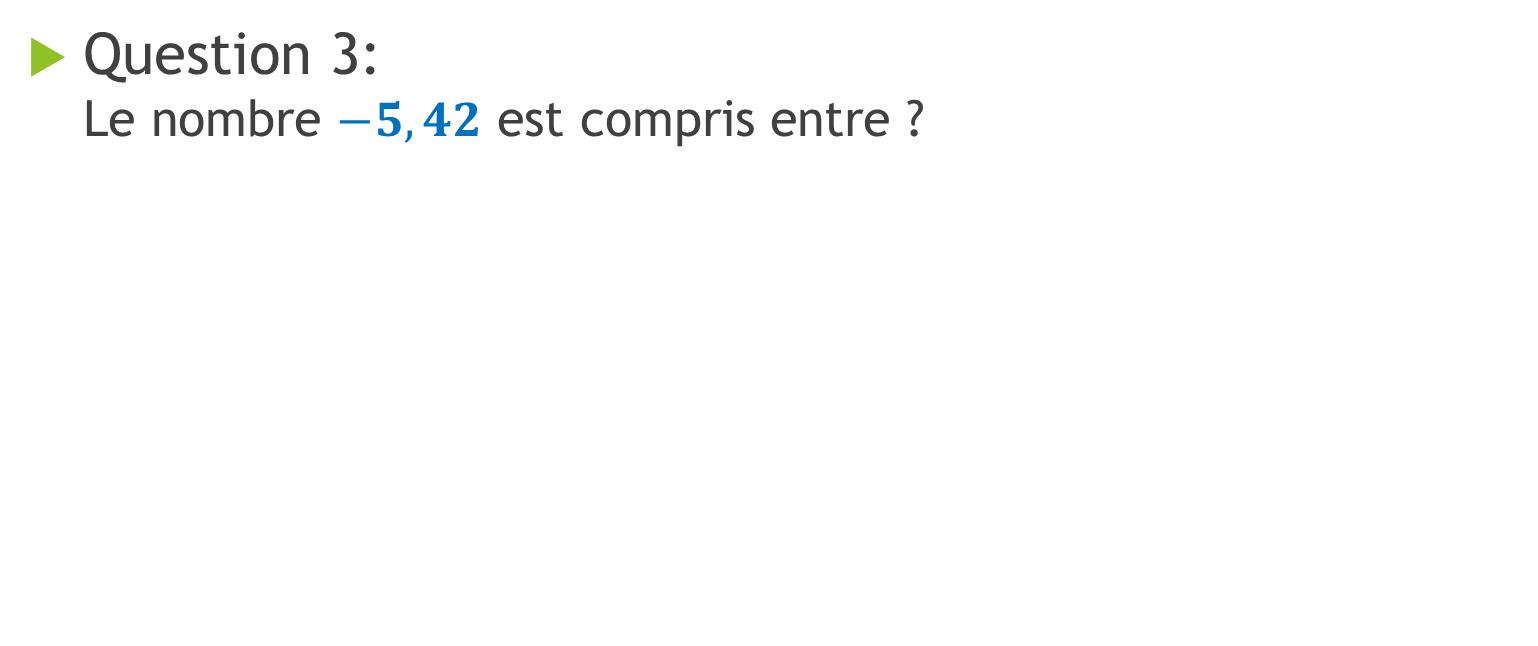 Question 3:
Le nombre −5,42 est compris entre ?